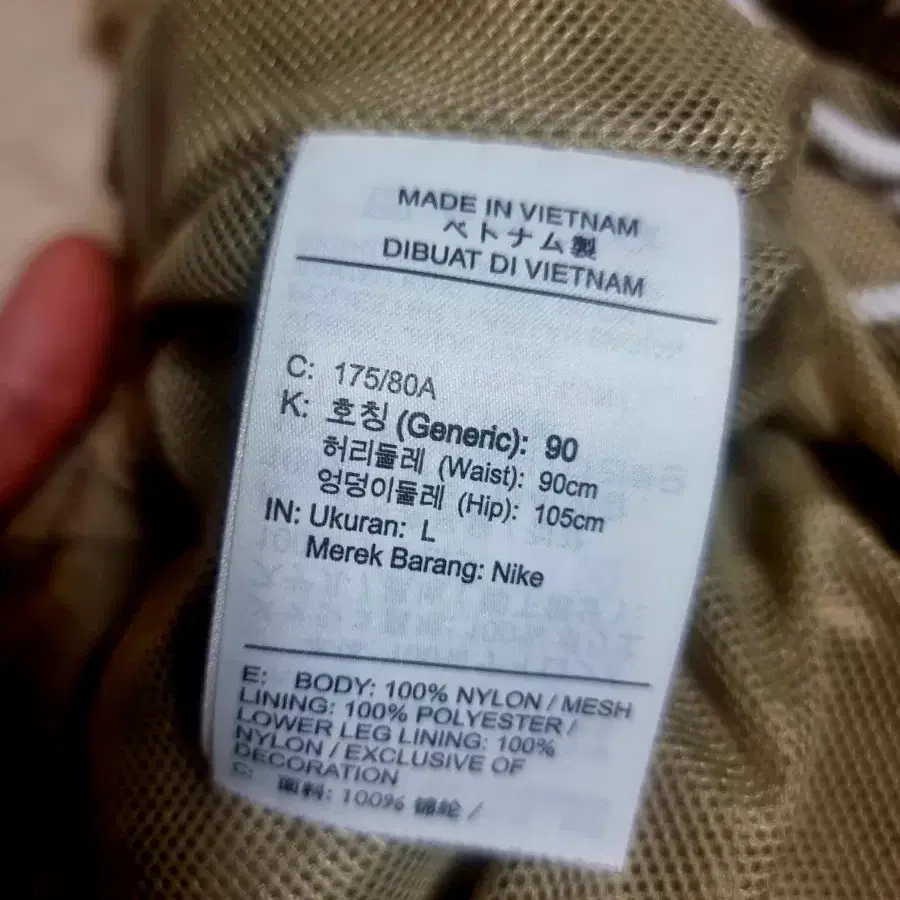 MADE IN VIETNAM
ベトナム製
DIBUAT DI VIETNAM
C: 175/80A
K: 호칭 (Generic): 90
허리둘레 (Waist): 90cm
엉덩이둘레 (Hip): 105cm
IN: Ukuran: L
Merek Barang: Nike
E: BODY: 100% NYLON / MESH
LINING: 100% POLYESTER /
LOWER LEG LINING: 100%
NYLON / EXCLUSIVE OF
DECORATION
C: 面料: 100% 锦纶 /